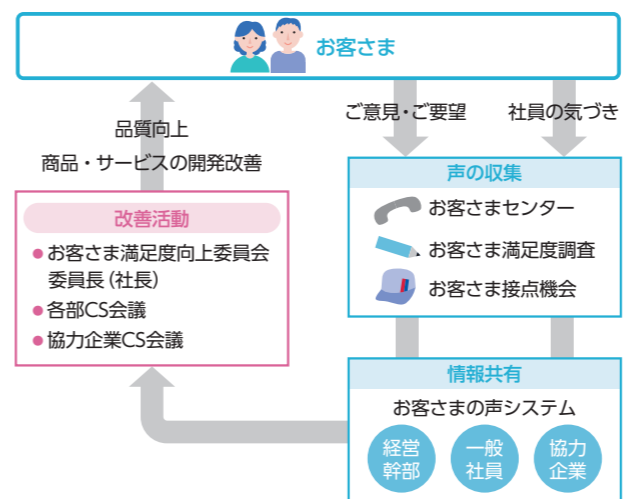 お客さま
ご意見・ご要望
社員の気づき
品質向上
商品・サービスの開発改善
声の収集
お客さまセンター
お客さま満足度調査
お客さま接点機会
改善活動
●お客さま満足度向上委員会
委員長（社長）
●各部CS会議
●協力企業CS会議
情報共有
お客さまの声システム
経営
幹部
一般
社員
協力
企業